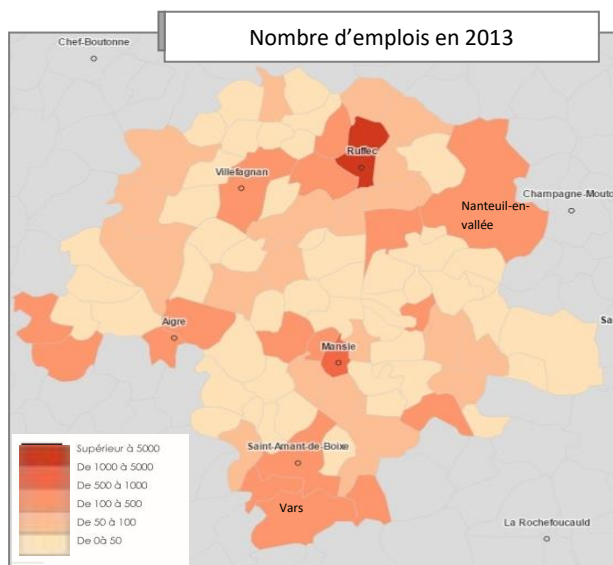 Nombre d'emplois en 2013
Chef-Boutonne
Ruffec
Villefagnan
Champagne-Mouto
Nanteuil-en-
vallée
Sa
Aigre
Mansle
Saint-Amant-de-Boixe
Vars
La Rochefoucauld
Supérieur à 5000
De 1000 à 5000
De 500 à 1000
De 100 à 500
De 50 à 100
De 0à 50